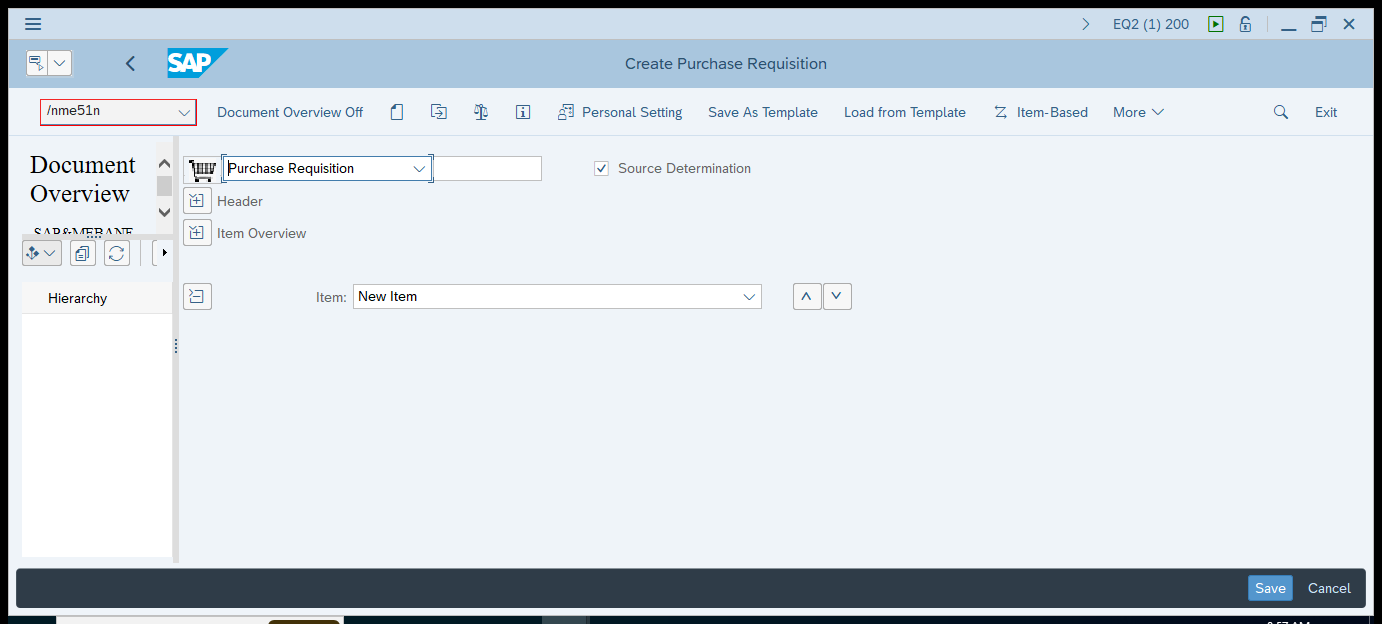 EQ2 (1) 200
SAP
Create Purchase Requisition
/nme51n
Document Overview Off
Personal Setting
Save As Template
Load from Template
Item-Based
More
Exit
Document
Overview
Purchase Requisition
Source Determination
Header
SAP&MEBANF
Item Overview
Hierarchy
Item:
New Item
Save
Cancel